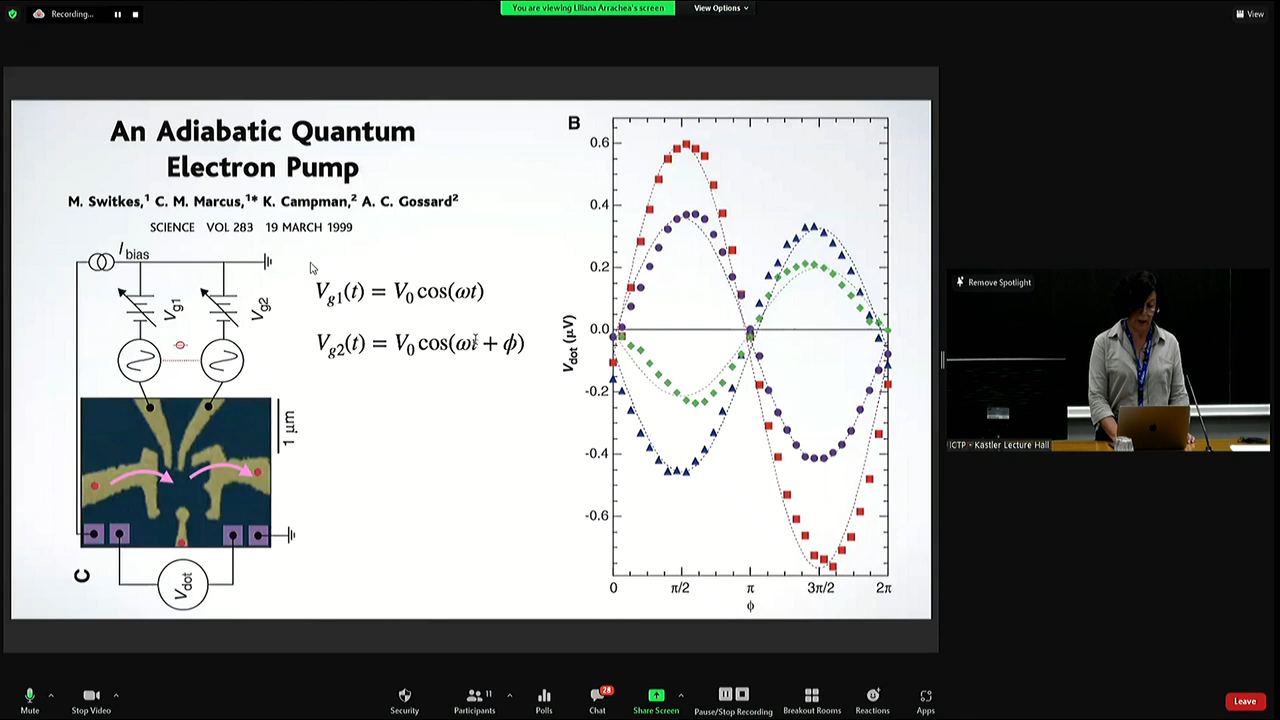 Recording...
You are viewing Liliana Arrachea's screen
View Options
View
An Adiabatic Quantum
Electron Pump
M. Switkes,¹ C. M. Marcus,¹* K. Campman,² A. C. Gossard²
SCIENCE VOL 283 19 MARCH 1999
I bias
Vg1
Vg2
ϕ
Vg1(t) = V0 cos(ωt)
Vg2(t) = V0 cos(ωt + ϕ)
1 µm
C
Vdot
B
Vdot (µV)
0.6
0.4
0.2
0.0
-0.2
-0.4
-0.6
0 π/2 π 3π/2 2π
ϕ
Remove Spotlight
ICTP - Kastler Lecture Hall
Mute
Stop Video
Security
11
Participants
Polls
28
Chat
Share Screen
Pause/Stop Recording
Breakout Rooms
Reactions
Apps
Leave